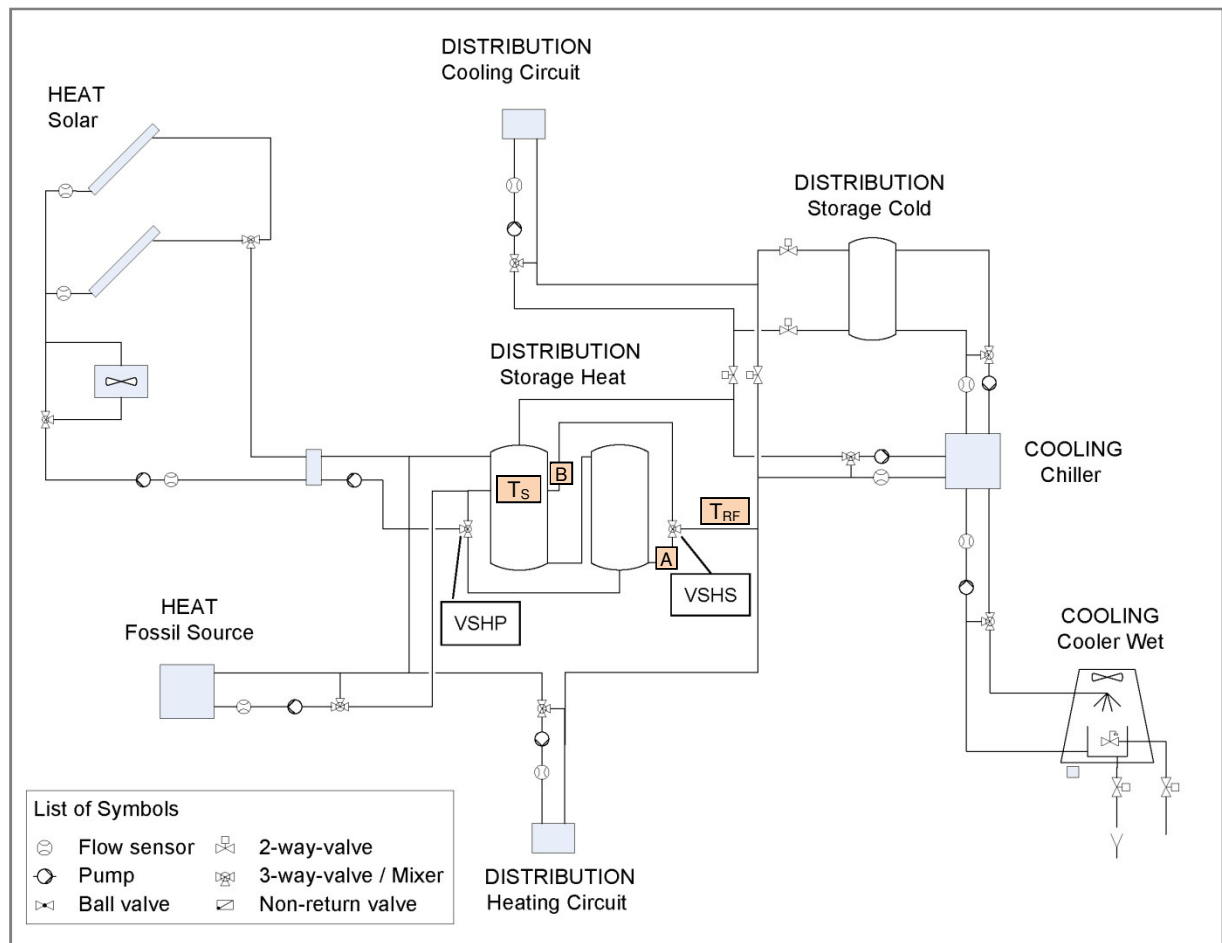 DISTRIBUTION
Cooling Circuit
HEAT
Solar
DISTRIBUTION
Storage Cold
DISTRIBUTION
Storage Heat
B
TS
TRF
A
COOLING
Chiller
VSHP
VSHS
HEAT
Fossil Source
COOLING
Cooler Wet
List of Symbols
Flow sensor
2-way-valve
Pump
3-way-valve / Mixer
Ball valve
Non-return valve
DISTRIBUTION
Heating Circuit